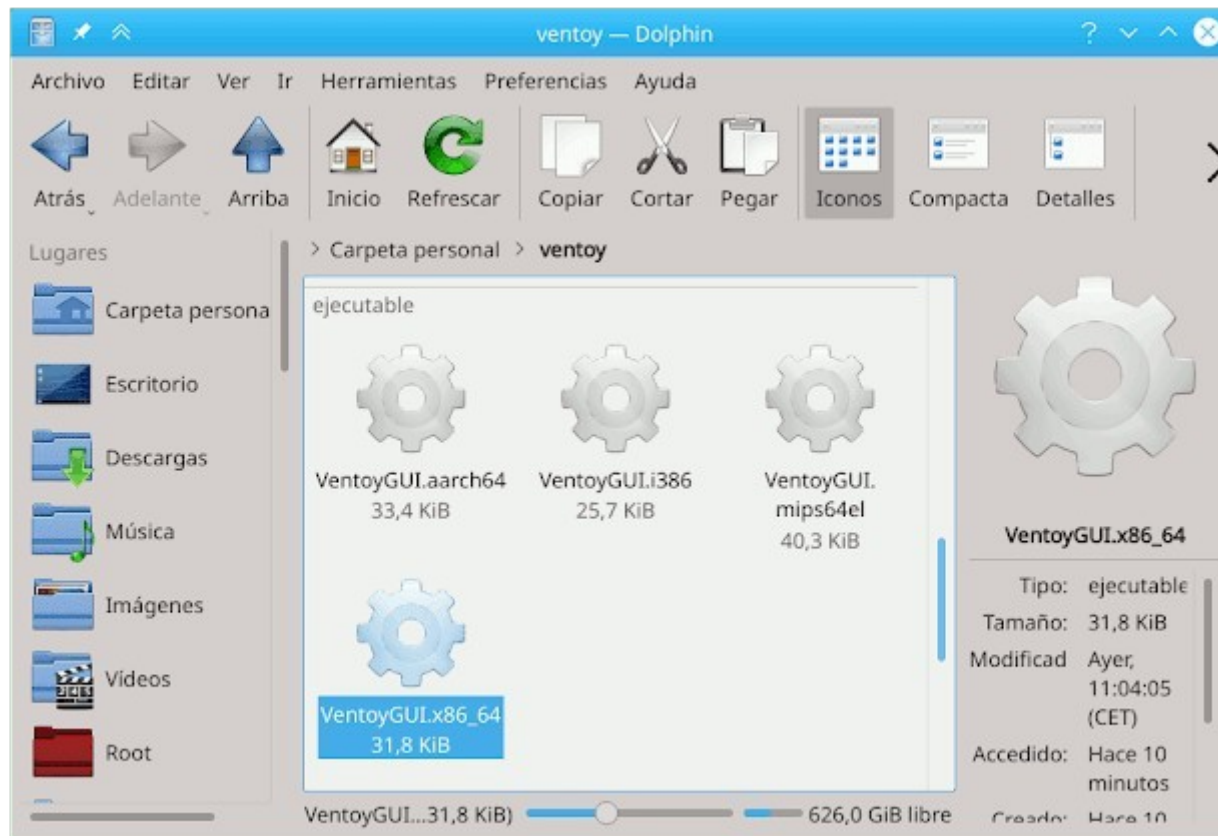 ventoy — Dolphin
?
Archivo Editar Ver Ir Herramientas Preferencias Ayuda
Atrás Adelante Arriba Inicio Refrescar Copiar Cortar Pegar Iconos Compacta Detalles
Lugares
> Carpeta personal > ventoy
Carpeta persona
Escritorio
Descargas
Música
Imágenes
Vídeos
Root
ejecutable
VentoyGUI.aarch64
33,4 KiB
VentoyGUI.i386
25,7 KiB
VentoyGUI.
mips64el
40,3 KiB
VentoyGUI.x86_64
31,8 KiB
VentoyGUI.x86_64
Tipo: ejecutable
Tamaño: 31,8 KiB
Modificad Ayer,
11:04:05
(CET)
Accedido: Hace 10
minutos
Creado: Hace 10
VentoyGUI...31,8 KiB)
626,0 GiB libre